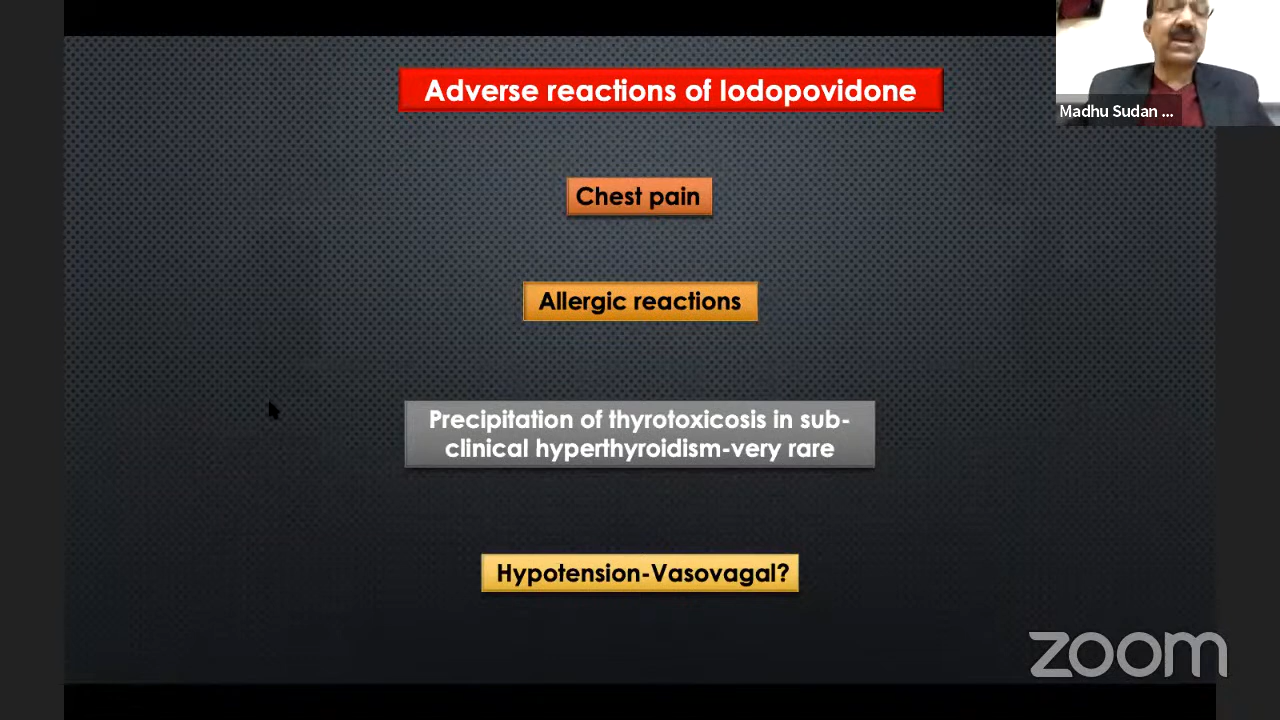 Adverse reactions of Iodopovidone
Madhu Sudan ...
Chest pain
Allergic reactions
Precipitation of thyrotoxicosis in sub-
clinical hyperthyroidism-very rare
Hypotension-Vasovagal?
zoom